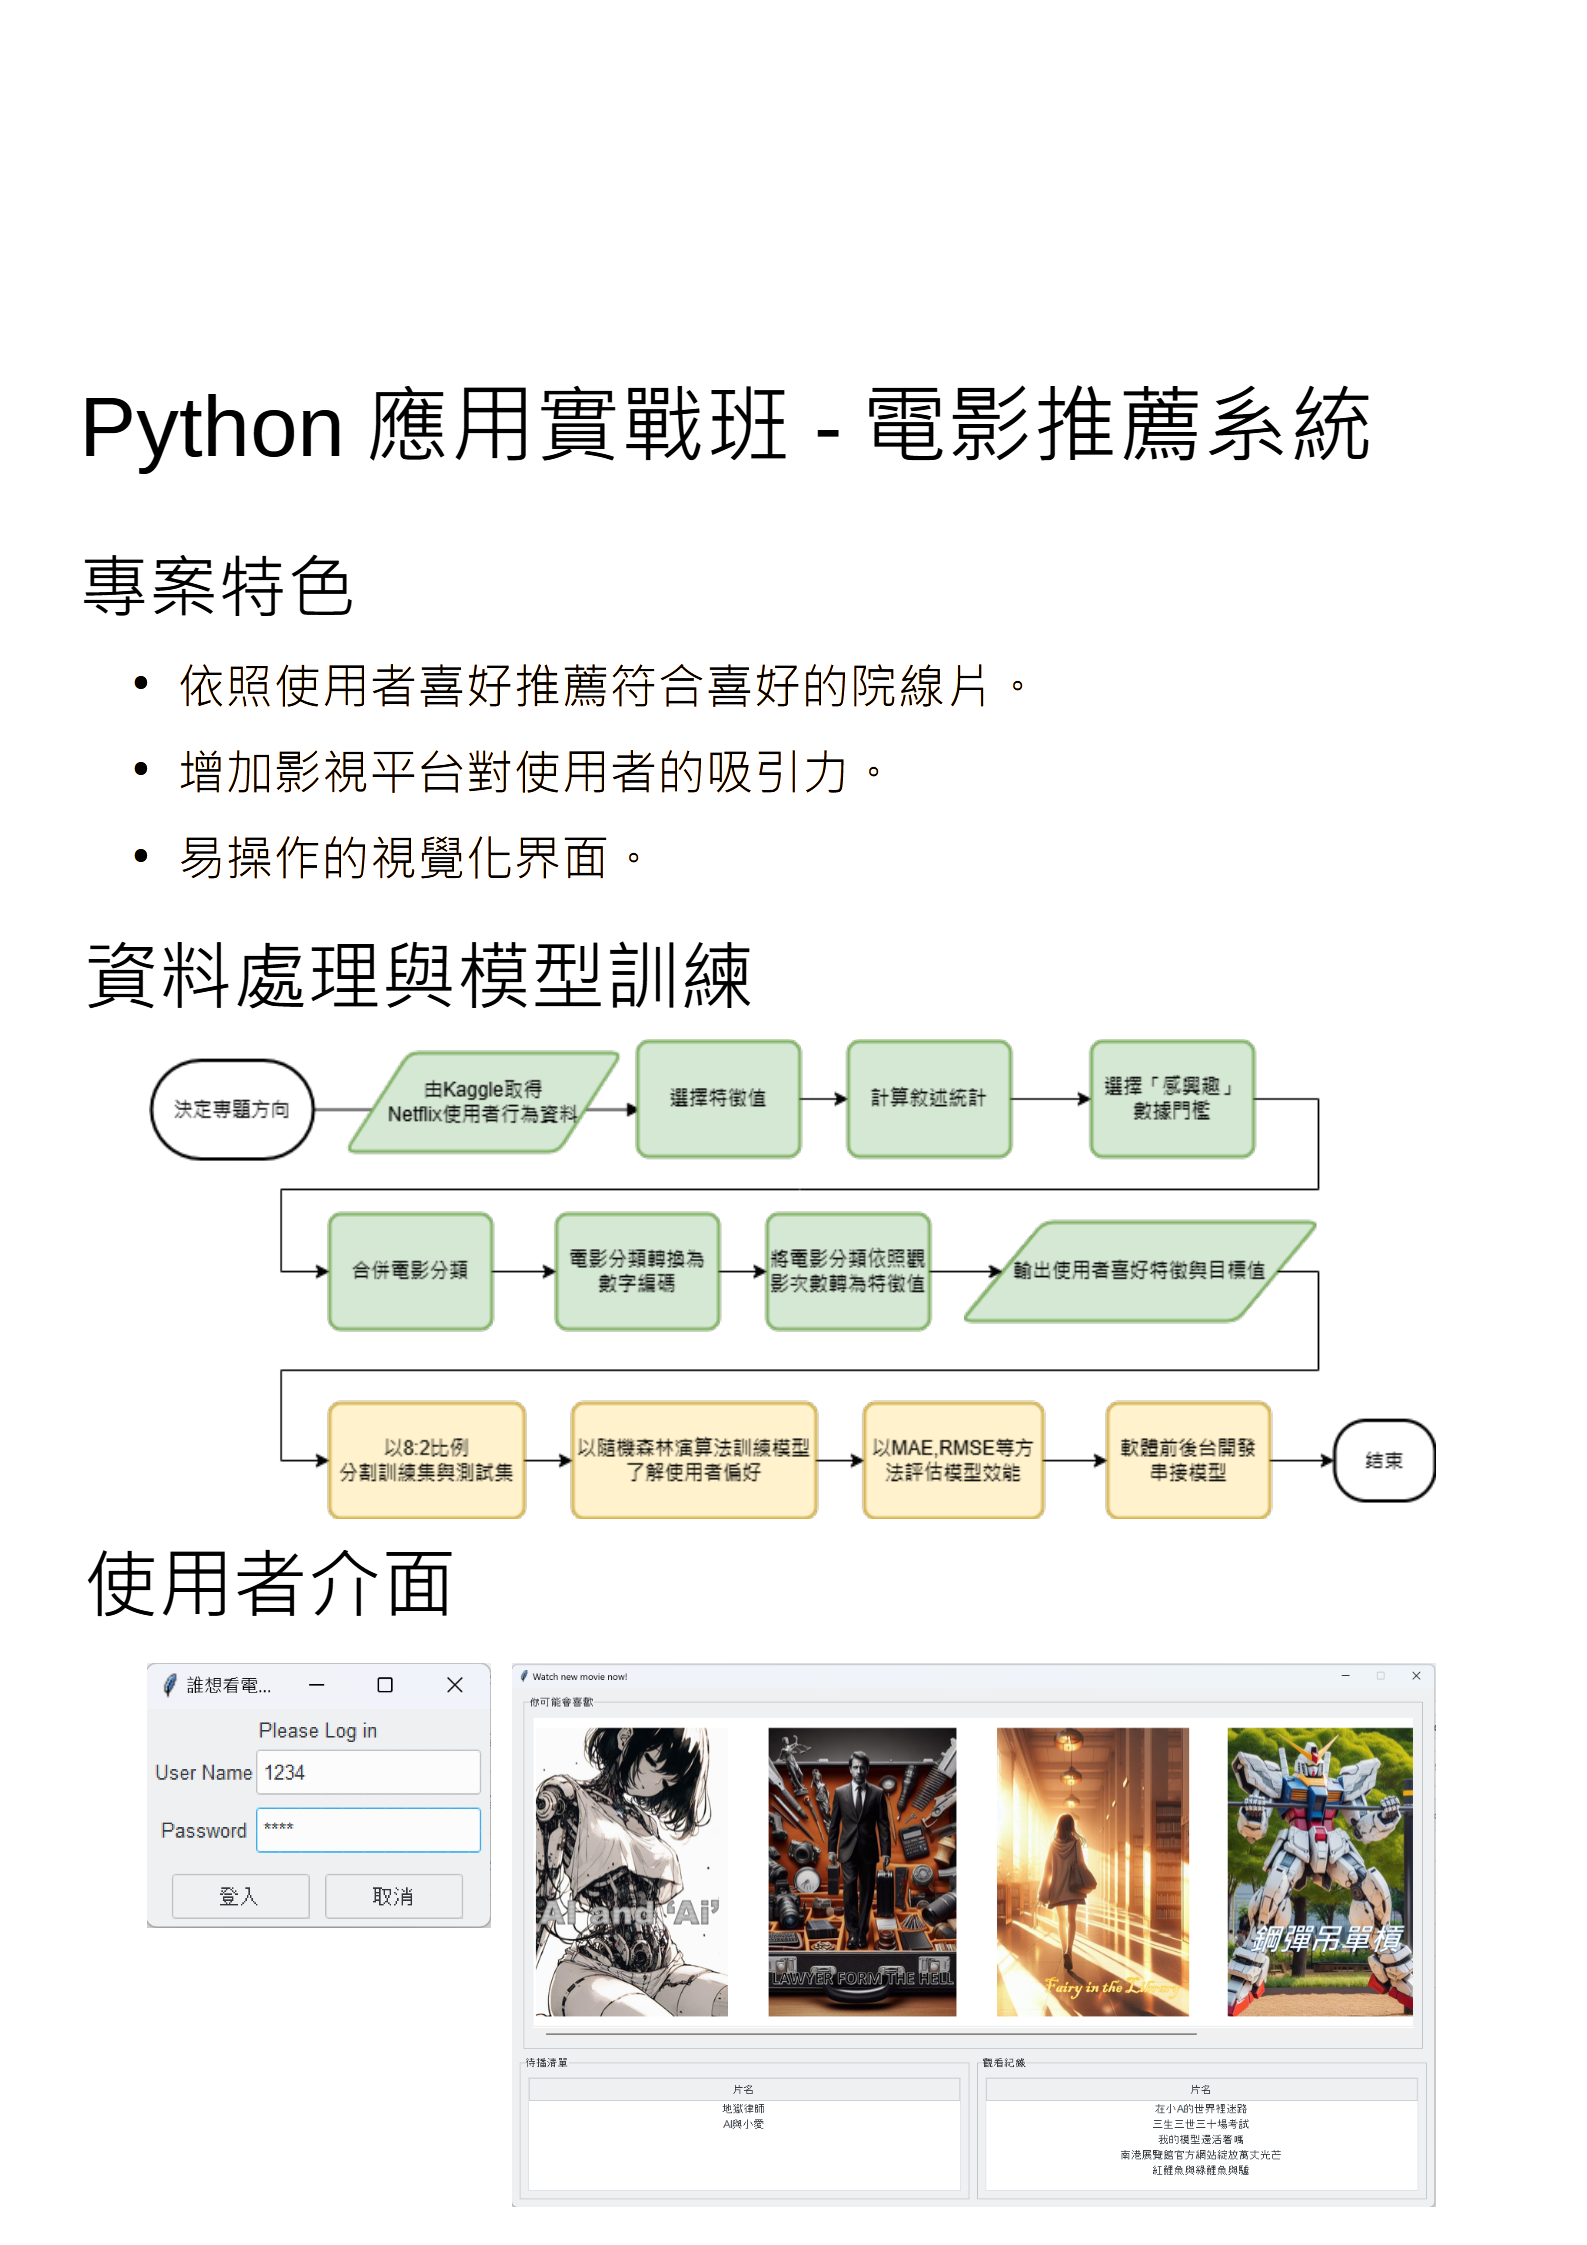 Python 應用實戰班 - 電影推薦系統
專案特色
• 依照使用者喜好推薦符合喜好的院線片。
• 增加影視平台對使用者的吸引力。
• 易操作的視覺化界面。
資料處理與模型訓練
決定專題方向
由Kaggle取得
Netflix使用者行為資料
選擇特徵值
計算敘述統計
選擇「感興趣」
數據門檻
合併電影分類
電影分類轉換為
數字編碼
將電影分類依照觀
影次數轉為特徵值
輸出使用者喜好特徵與目標值
以8:2比例
分割訓練集與測試集
以隨機森林演算法訓練模型
了解使用者偏好
以MAE,RMSE等方
法評估模型效能
軟體前後台開發
串接模型
结束
使用者介面
誰想看電...
Please Log in
User Name 1234
Password ****
登入 取消
Watch new movie now!
你可能會喜歡
Ai and ‘Ai’
LAWYER FORM THE HELL
Fairy in the Library
鋼彈吊單槓
待播清單
片名
地獄律師
AI與小愛
觀看紀錄
片名
在小A的世界裡迷路
三生三世三十場考試
我的模型還活著嗎
南港展覽館官方網站綻放萬丈光芒
紅鯉魚與綠鯉魚與驢